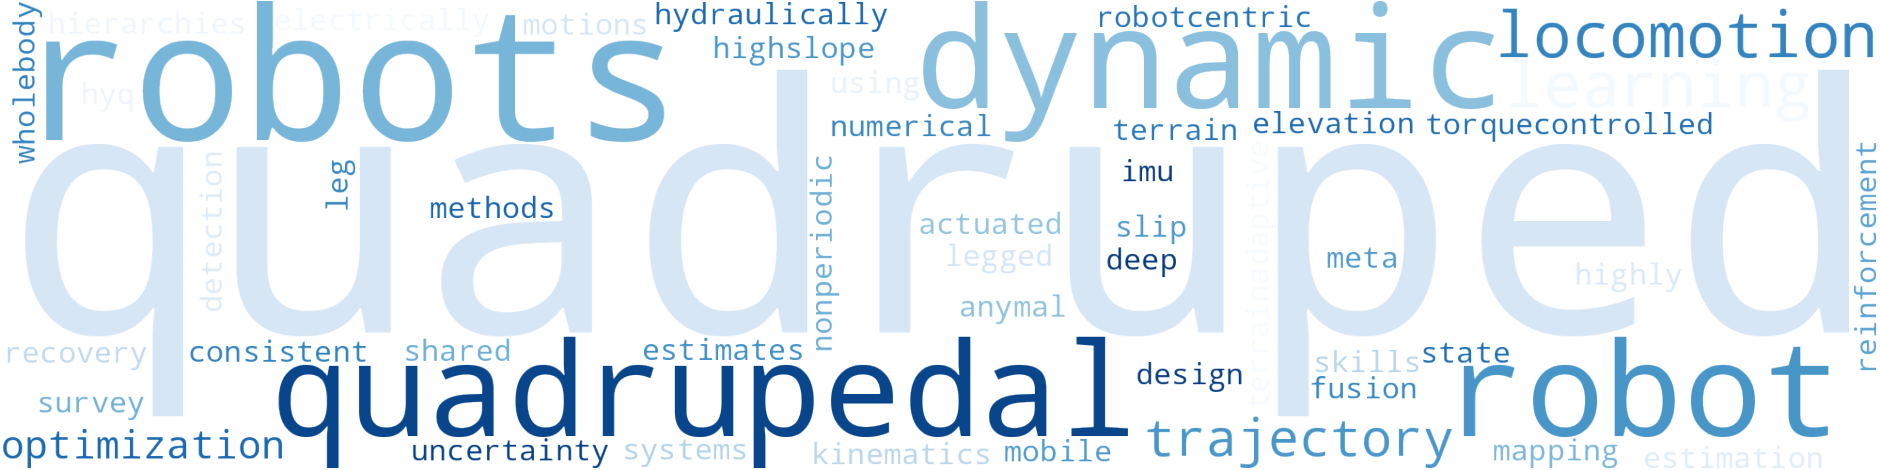 hierarchies
electrically
motions
hydraulically
robotcentric
locomotion
wholebody
robots
highslope
dynamic
hyq
using
learning
numerical
terrain
elevation
torquecontrolled
quadruped
detection
leg
methods
nonperiodic
imu
actuated
slip
legged
deep
anymal
terrainadaptive
meta
highly
reinforcement
recovery
consistent
shared
estimates
quadrupedal
design
skills
state
fusion
robot
survey
optimization
uncertainty
systems
kinematics
mobile
trajectory
mapping
estimation